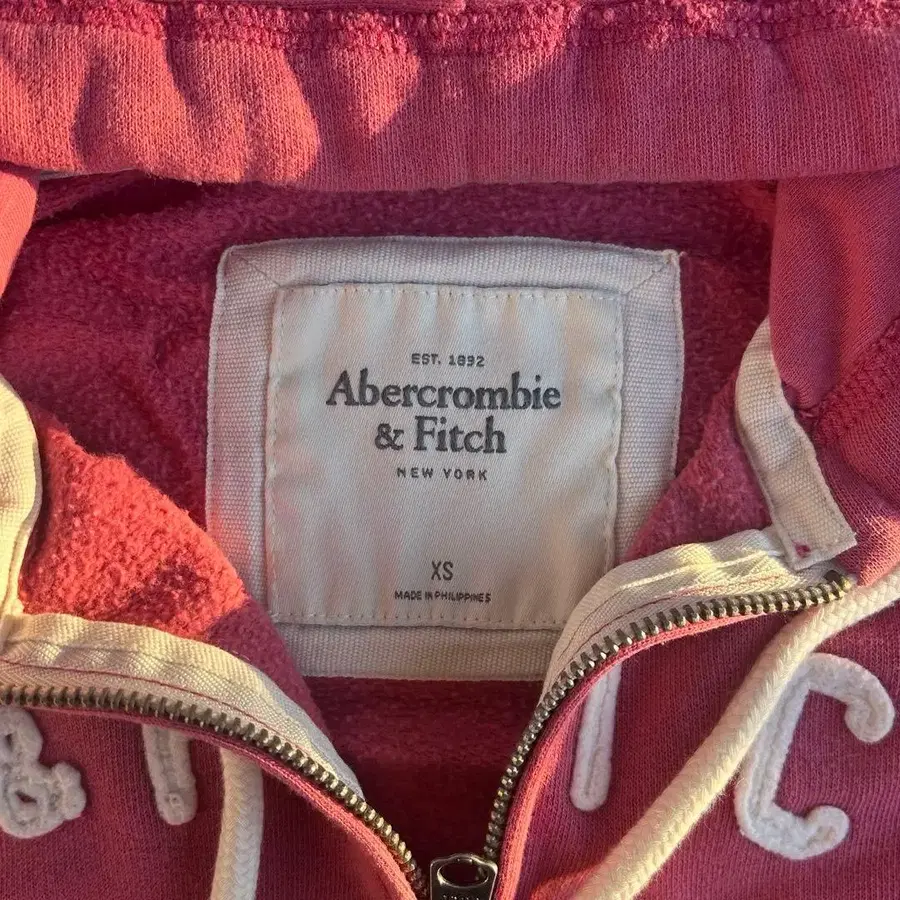 EST. 1892
Abercrombie
& Fitch
NEW YORK
XS
MADE IN PHILIPPINES
& I C